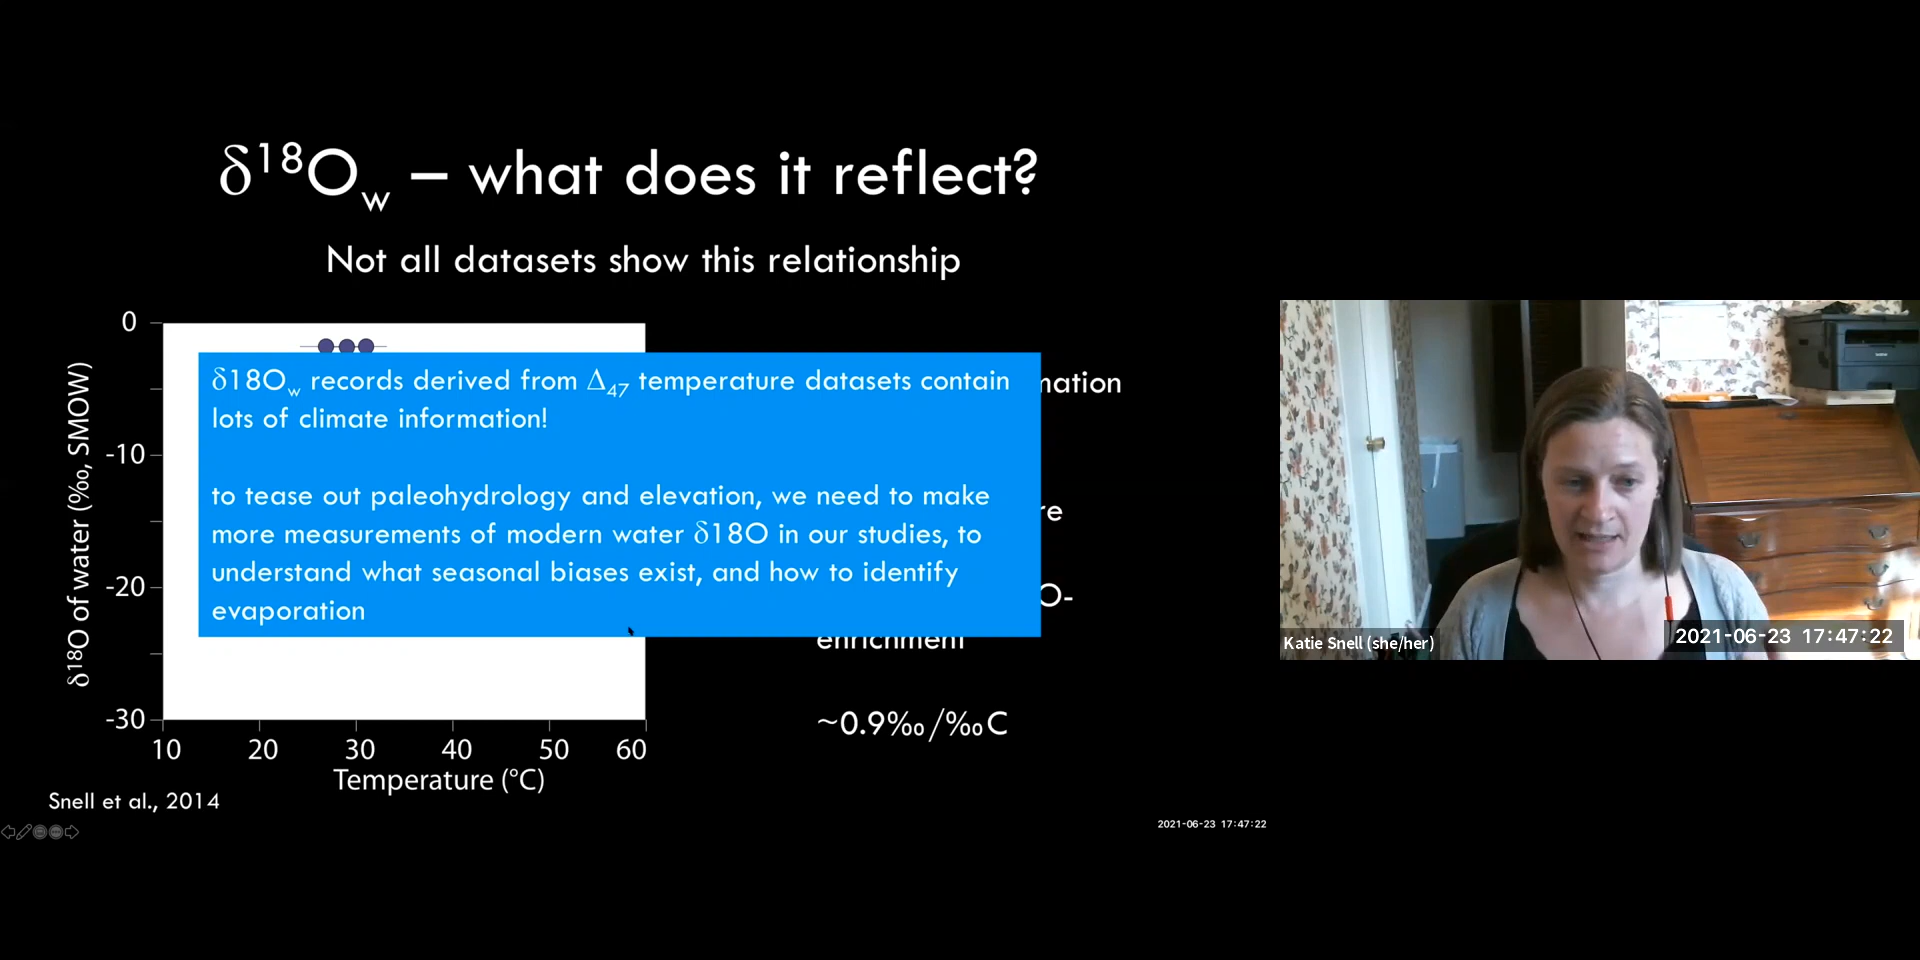 δ¹⁸O_w – what does it reflect?
Not all datasets show this relationship
0
-10
-20
-30
δ¹⁸O of water (‰, SMOW)
10 20 30 40 50 60
Temperature (°C)
δ18O_w records derived from Δ₄₇ temperature datasets contain
lots of climate information!
to tease out paleohydrology and elevation, we need to make
more measurements of modern water δ18O in our studies, to
understand what seasonal biases exist, and how to identify
evaporation
O-
enrichment
~0.9‰/‰C
Snell et al., 2014
2021-06-23 17:47:22
Katie Snell (she/her)
2021-06-23 17:47:22